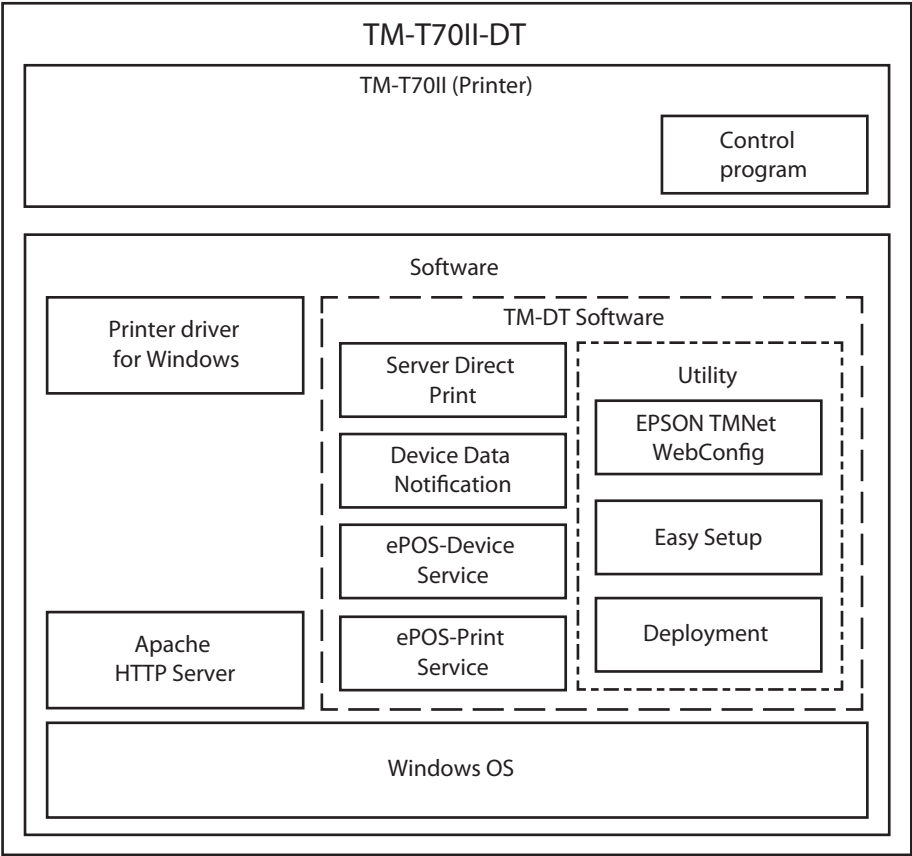 TM-T70II-DT
TM-T70II (Printer)
Control
program
Software
Printer driver
for Windows
TM-DT Software
Server Direct
Print
Device Data
Notification
ePOS-Device
Service
ePOS-Print
Service
Utility
EPSON TMNet
WebConfig
Easy Setup
Deployment
Apache
HTTP Server
Windows OS